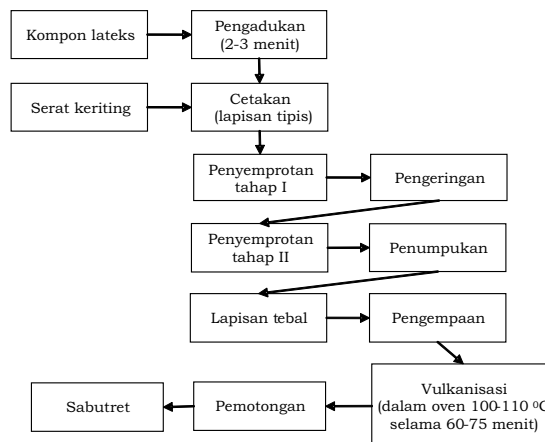 Kompon lateks
Pengadukan
(2-3 menit)
Serat keriting
Cetakan
(lapisan tipis)
Penyemprotan
tahap I
Pengeringan
Penyemprotan
tahap II
Penumpukan
Lapisan tebal
Pengempaan
Vulkanisasi
(dalam oven 100-110 ⁰C
selama 60-75 menit)
Pemotongan
Sabutret